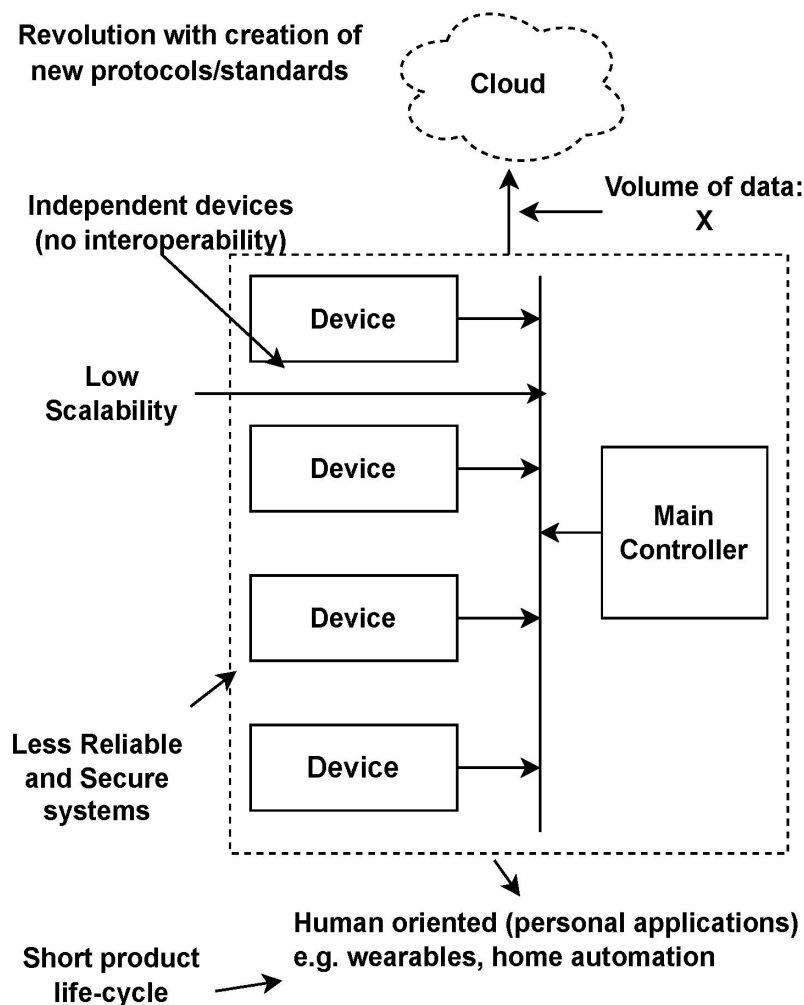 Revolution with creation of
new protocols/standards
Cloud
Volume of data:
X
Independent devices
(no interoperability)
Device
Low
Scalability
Device
Main
Controller
Device
Less Reliable
and Secure
systems
Device
Human oriented (personal applications)
e.g. wearables, home automation
Short product
life-cycle